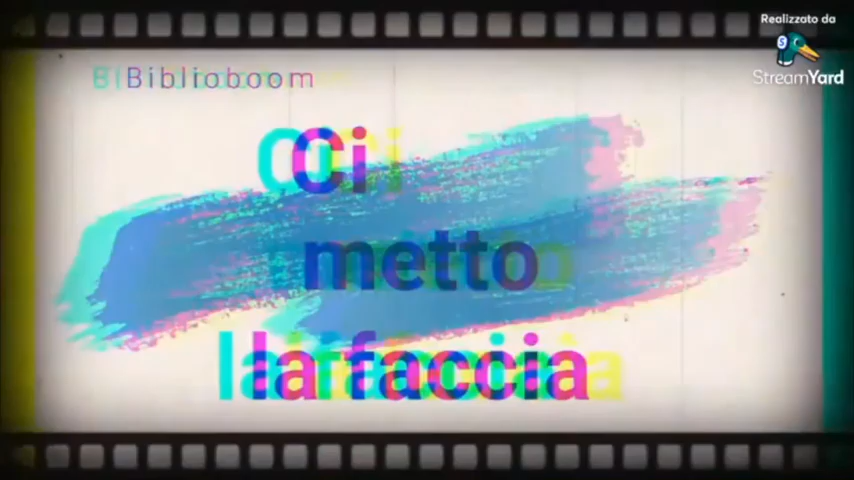 Realizzato da
StreamYard
Biblioboom
Ci
metto
la faccia